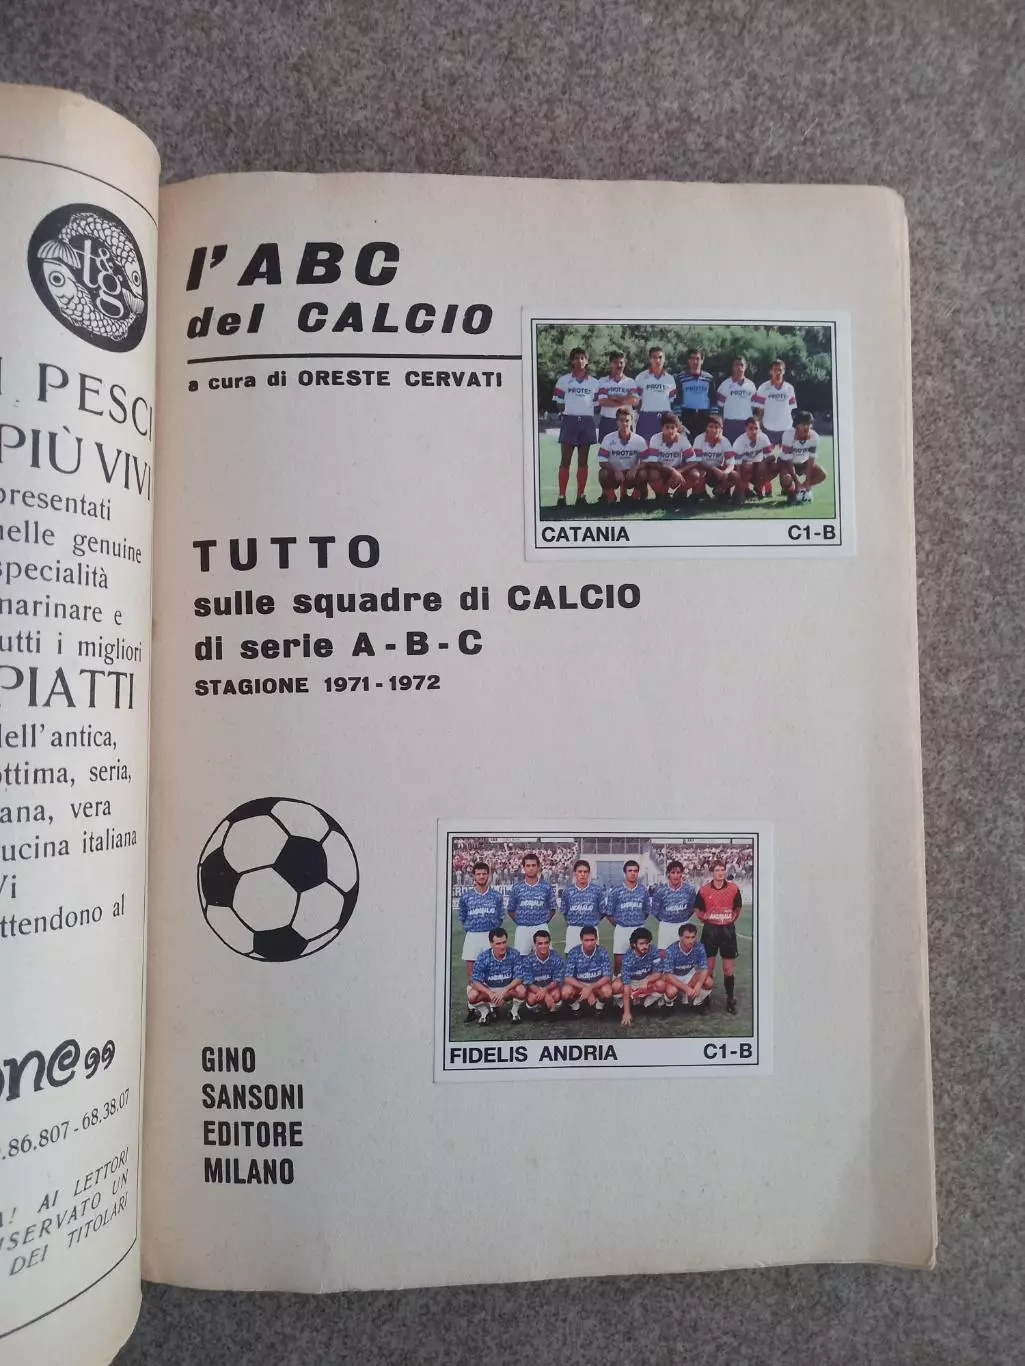 t&g
PESCI
PIÙ VIVI
presentati
nelle genuine
specialità
marinare e
tutti i migliori
PIATTI
dell'antica,
ottima, seria,
ana, vera
cucina italiana
Vi
attendono al
one99
.86.807-68.38.07
! AI LETTORI
ISERVATO UN
DEI TITOLARI
l'ABC
del CALCIO
a cura di ORESTE CERVATI
PROTER
CATANIA C1-B
TUTTO
sulle squadre di CALCIO
di serie A-B-C
STAGIONE 1971-1972
FIDELIS ANDRIA C1-B
GINO
SANSONI
EDITORE
MILANO